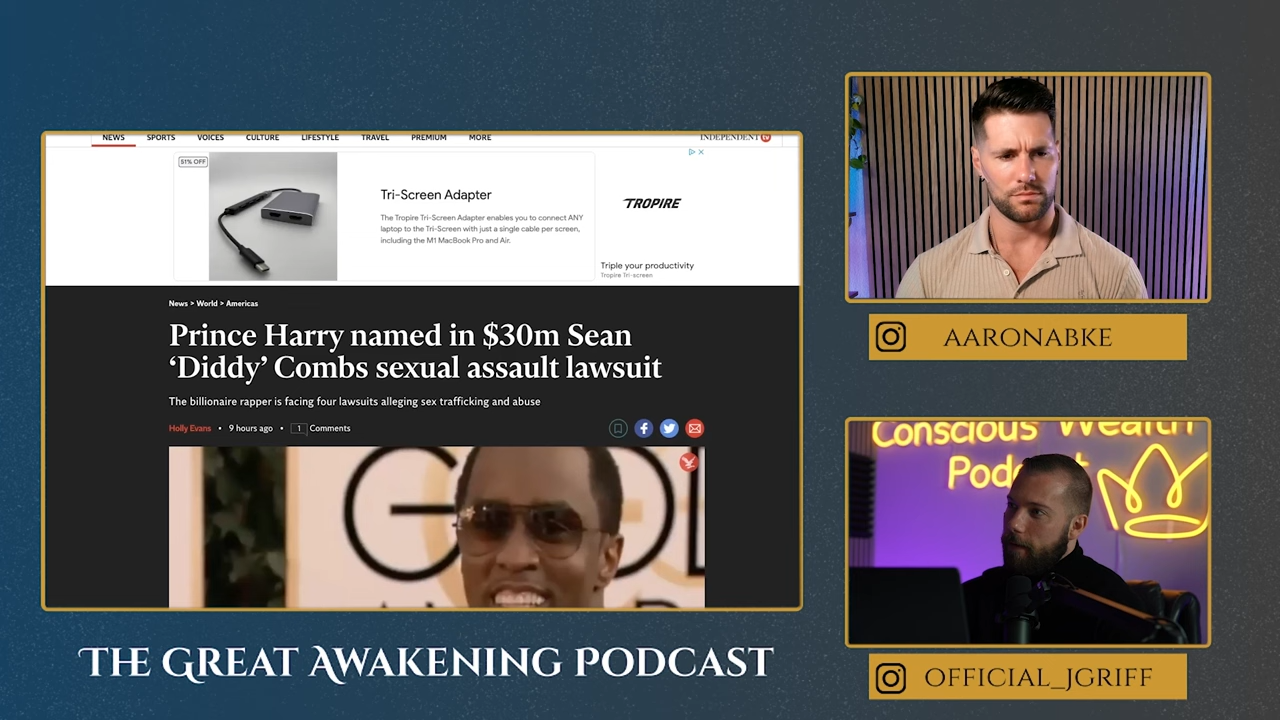 NEWS SPORTS VOICES CULTURE LIFESTYLE TRAVEL PREMIUM MORE INDEPENDENT tv
51% OFF
Tri-Screen Adapter
The Tropire Tri-Screen Adapter enables you to connect ANY
laptop to the Tri-Screen with just a single cable per screen,
including the M1 MacBook Pro and Air.
TROPIRE
Triple your productivity
Tropire Tri-screen
News > World > Americas
Prince Harry named in $30m Sean
‘Diddy’ Combs sexual assault lawsuit
The billionaire rapper is facing four lawsuits alleging sex trafficking and abuse
Holly Evans • 9 hours ago • 1 Comments
THE GREAT AWAKENING PODCAST
AARONABKE
Conscious Wealth
OFFICIAL_JGRIFF